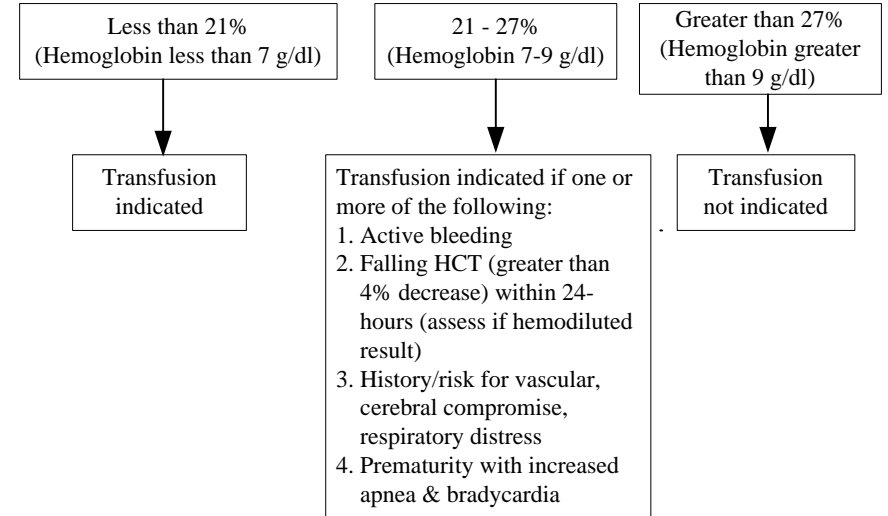 Less than 21%
(Hemoglobin less than 7 g/dl)
21 - 27%
(Hemoglobin 7-9 g/dl)
Greater than 27%
(Hemoglobin greater
than 9 g/dl)
Transfusion
indicated
Transfusion indicated if one or
more of the following:
1. Active bleeding
2. Falling HCT (greater than
4% decrease) within 24-
hours (assess if hemodiluted
result)
3. History/risk for vascular,
cerebral compromise,
respiratory distress
4. Prematurity with increased
apnea & bradycardia
Transfusion
not indicated